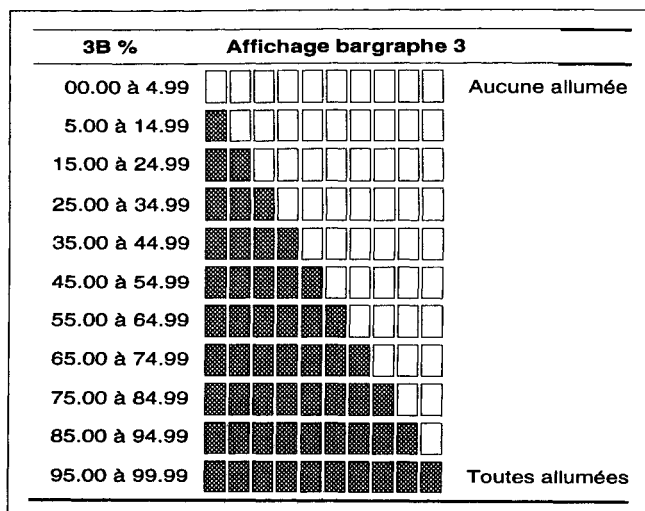 3B % Affichage bargraphe 3
00.00 à 4.99 Aucune allumée
5.00 à 14.99
15.00 à 24.99
25.00 à 34.99
35.00 à 44.99
45.00 à 54.99
55.00 à 64.99
65.00 à 74.99
75.00 à 84.99
85.00 à 94.99
95.00 à 99.99 Toutes allumées